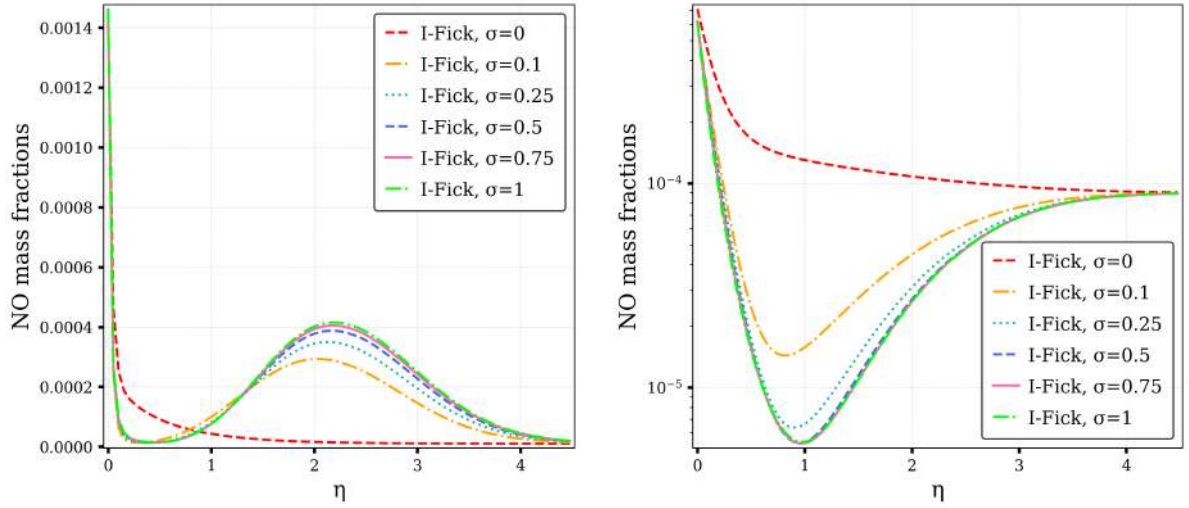 0.0014
0.0012
0.0010
0.0008
0.0006
0.0004
0.0002
0.0000
NO mass fractions
0 1 2 3 4
η
I-Fick, σ=0
I-Fick, σ=0.1
I-Fick, σ=0.25
I-Fick, σ=0.5
I-Fick, σ=0.75
I-Fick, σ=1
10⁻⁴
10⁻⁵
NO mass fractions
0 1 2 3 4
η
I-Fick, σ=0
I-Fick, σ=0.1
I-Fick, σ=0.25
I-Fick, σ=0.5
I-Fick, σ=0.75
I-Fick, σ=1